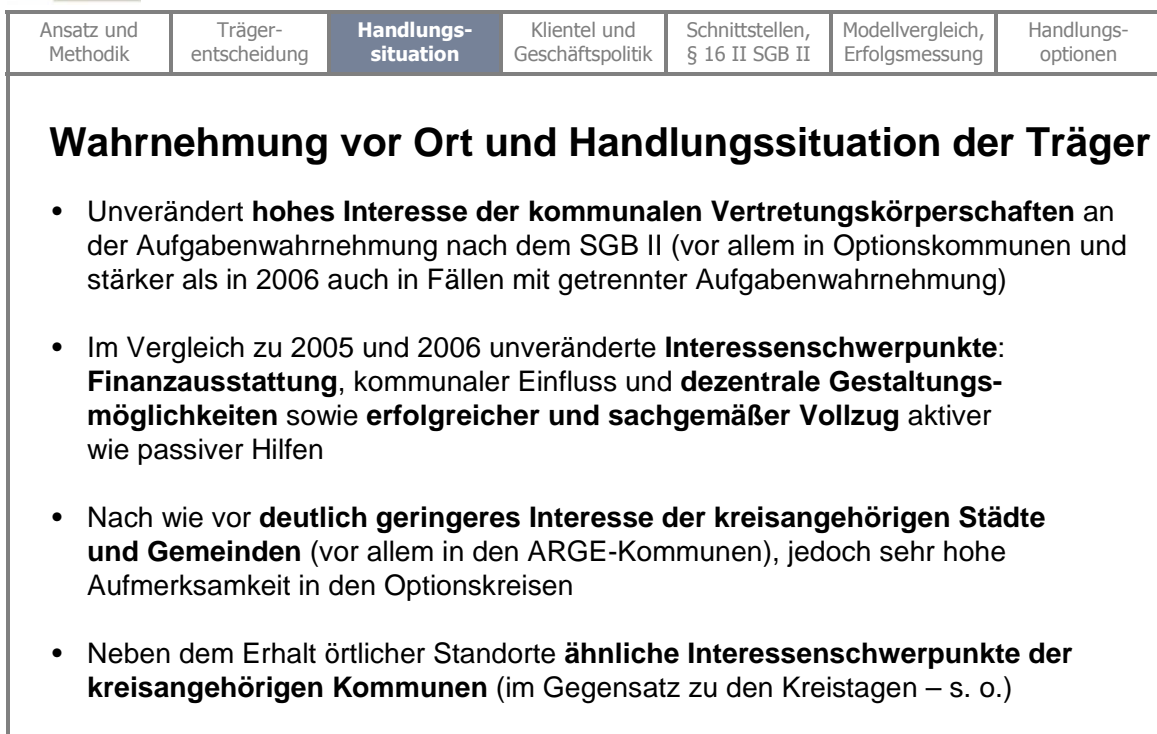 Ansatz und Methodik
Träger-entscheidung
Handlungs-situation
Klientel und Geschäftspolitik
Schnittstellen, § 16 II SGB II
Modellvergleich, Erfolgsmessung
Handlungs-optionen
Wahrnehmung vor Ort und Handlungssituation der Träger
• Unverändert hohes Interesse der kommunalen Vertretungskörperschaften an
der Aufgabenwahrnehmung nach dem SGB II (vor allem in Optionskommunen und
stärker als in 2006 auch in Fällen mit getrennter Aufgabenwahrnehmung)
• Im Vergleich zu 2005 und 2006 unveränderte Interessenschwerpunkte:
Finanzausstattung, kommunaler Einfluss und dezentrale Gestaltungs-
möglichkeiten sowie erfolgreicher und sachgemäßer Vollzug aktiver
wie passiver Hilfen
• Nach wie vor deutlich geringeres Interesse der kreisangehörigen Städte
und Gemeinden (vor allem in den ARGE-Kommunen), jedoch sehr hohe
Aufmerksamkeit in den Optionskreisen
• Neben dem Erhalt örtlicher Standorte ähnliche Interessenschwerpunkte der
kreisangehörigen Kommunen (im Gegensatz zu den Kreistagen – s. o.)